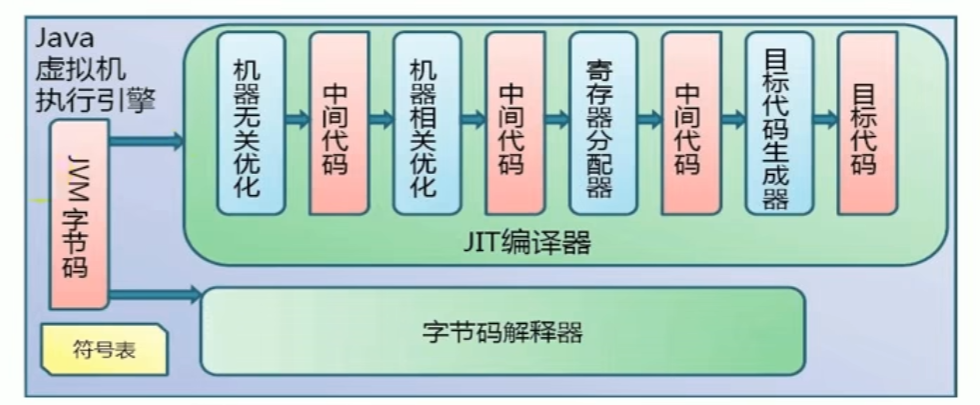 Java
虚拟机
执行引擎
JVM字节码
机器无关优化
中间代码
机器相关优化
中间代码
寄存器分配器
中间代码
目标代码生成器
目标代码
JIT编译器
字节码解释器
符号表